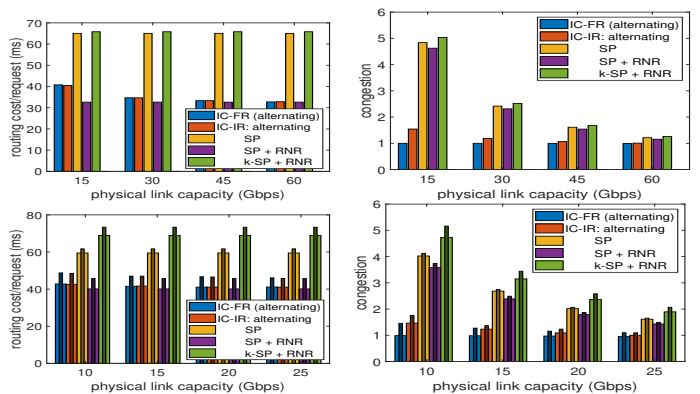 70
60
50
40
30
20
10
0
routing cost/request (ms)
IC-FR (alternating)
IC-IR: alternating
SP
SP + RNR
k-SP + RNR
15 30 45 60
physical link capacity (Gbps)
6
5
4
3
2
1
0
congestion
IC-FR (alternating)
IC-IR: alternating
SP
SP + RNR
k-SP + RNR
15 30 45 60
physical link capacity (Gbps)
80
60
40
20
0
routing cost/request (ms)
IC-FR (alternating)
IC-IR: alternating
SP
SP + RNR
k-SP + RNR
10 15 20 25
physical link capacity (Gbps)
6
5
4
3
2
1
0
congestion
IC-FR (alternating)
IC-IR: alternating
SP
SP + RNR
k-SP + RNR
10 15 20 25
physical link capacity (Gbps)